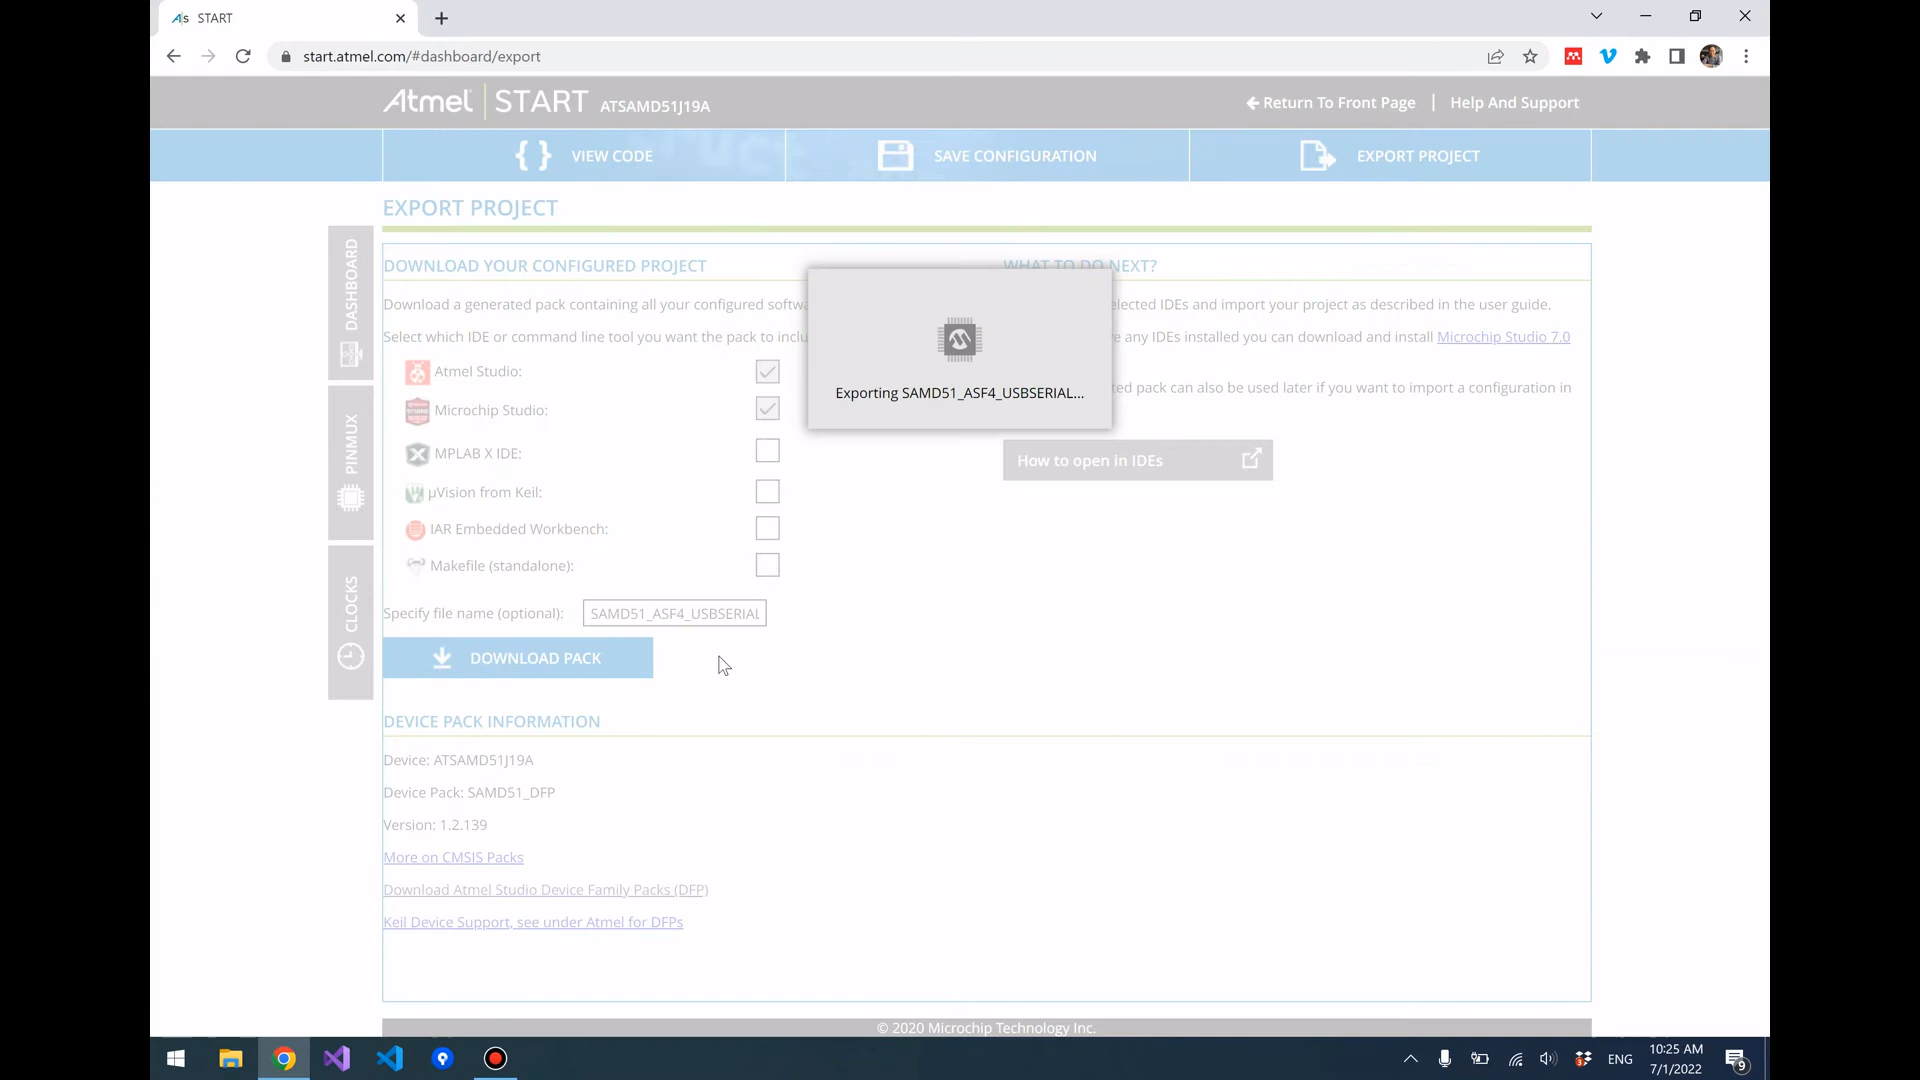 START
start.atmel.com/#dashboard/export
Atmel START ATSAMD51J19A
Return To Front Page | Help And Support
VIEW CODE
SAVE CONFIGURATION
EXPORT PROJECT
EXPORT PROJECT
DASHBOARD
PINMUX
CLOCKS
DOWNLOAD YOUR CONFIGURED PROJECT
Download a generated pack containing all your configured softw
Select which IDE or command line tool you want the pack to inclu
Atmel Studio:
Microchip Studio:
MPLAB X IDE:
µVision from Keil:
IAR Embedded Workbench:
Makefile (standalone):
Specify file name (optional): SAMD51_ASF4_USBSERIAL
DOWNLOAD PACK
WHAT TO DO NEXT?
elected IDEs and import your project as described in the user guide.
e any IDEs installed you can download and install Microchip Studio 7.0
ted pack can also be used later if you want to import a configuration in
How to open in IDEs
Exporting SAMD51_ASF4_USBSERIAL...
DEVICE PACK INFORMATION
Device: ATSAMD51J19A
Device Pack: SAMD51_DFP
Version: 1.2.139
More on CMSIS Packs
Download Atmel Studio Device Family Packs (DFP)
Keil Device Support, see under Atmel for DFPs
© 2020 Microchip Technology Inc.
ENG
10:25 AM
7/1/2022
9